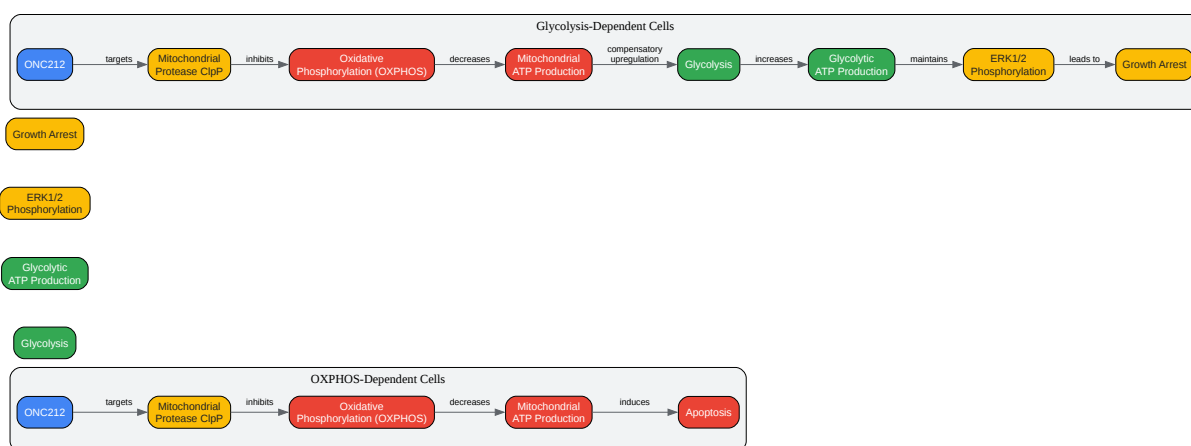 Glycolysis-Dependent Cells
ONC212
targets
Mitochondrial
Protease ClpP
inhibits
Oxidative
Phosphorylation (OXPHOS)
decreases
Mitochondrial
ATP Production
compensatory
upregulation
Glycolysis
increases
Glycolytic
ATP Production
maintains
ERK1/2
Phosphorylation
leads to
Growth Arrest
Growth Arrest
ERK1/2
Phosphorylation
Glycolytic
ATP Production
Glycolysis
OXPHOS-Dependent Cells
ONC212
targets
Mitochondrial
Protease ClpP
inhibits
Oxidative
Phosphorylation (OXPHOS)
decreases
Mitochondrial
ATP Production
induces
Apoptosis